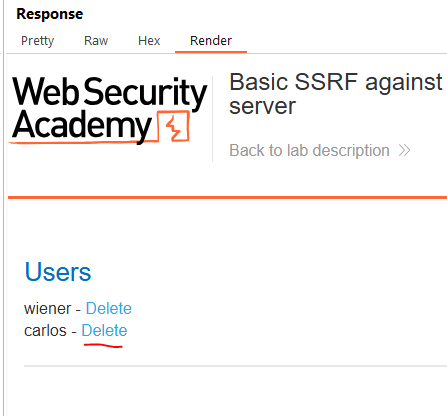 Response
Pretty Raw Hex Render
Web Security
Academy
Basic SSRF against
server
Back to lab description
Users
wiener - Delete
carlos - Delete